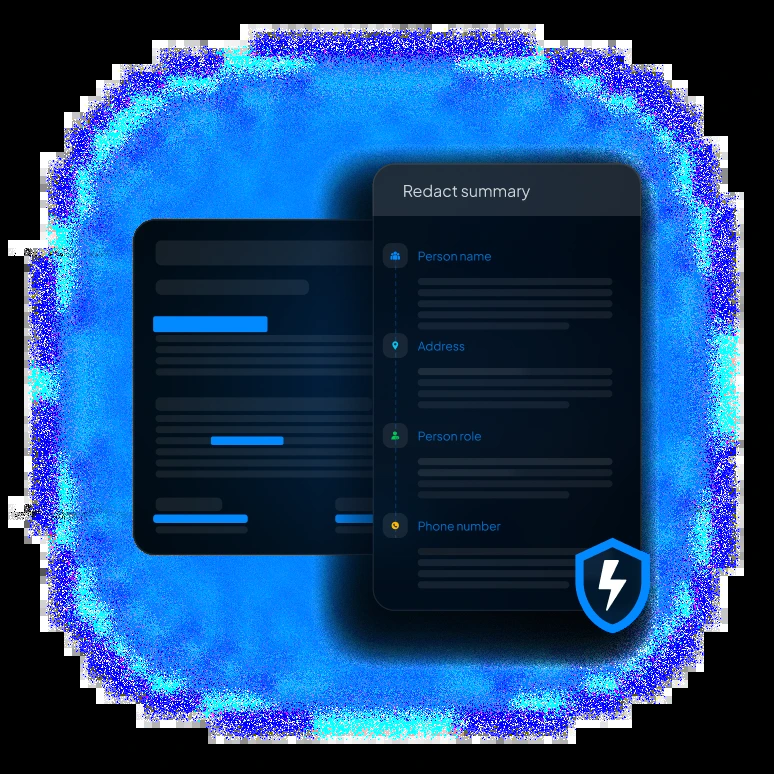 Redact summary
Person name
Address
Person role
Phone number